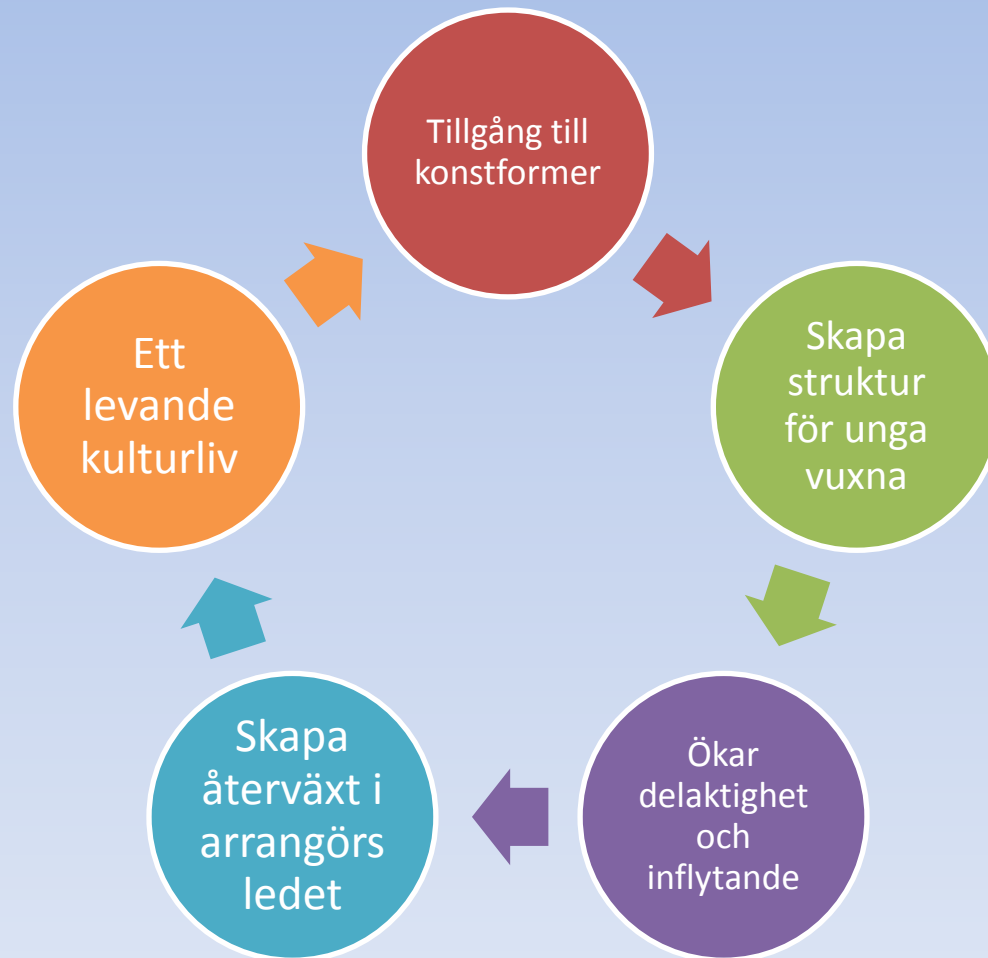 Tillgång till
konstformer
Skapa
struktur
för unga
vuxna
Ökar
delaktighet
och
inflytande
Skapa
återväxt i
arrangörs
ledet
Ett
levande
kulturliv